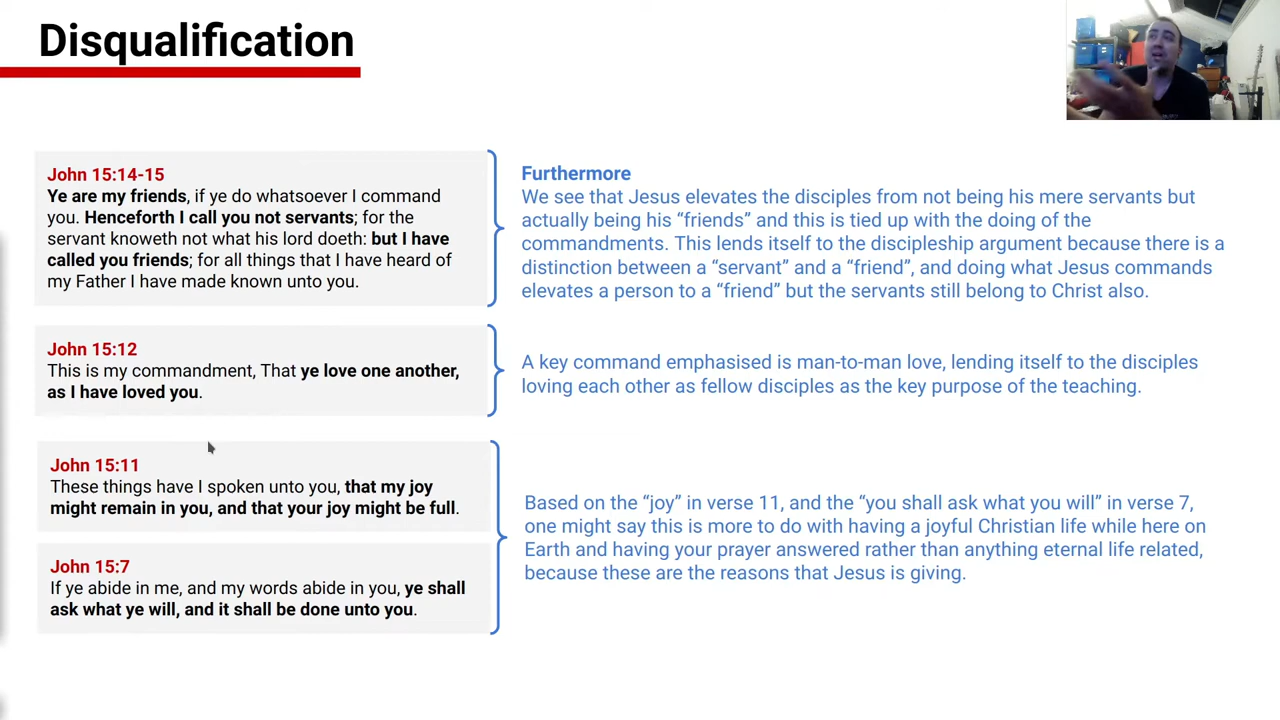 Disqualification
John 15:14-15
Ye are my friends, if ye do whatsoever I command
you. Henceforth I call you not servants; for the
servant knoweth not what his lord doeth: but I have
called you friends; for all things that I have heard of
my Father I have made known unto you.
Furthermore
We see that Jesus elevates the disciples from not being his mere servants but
actually being his “friends” and this is tied up with the doing of the
commandments. This lends itself to the discipleship argument because there is a
distinction between a “servant” and a “friend”, and doing what Jesus commands
elevates a person to a “friend” but the servants still belong to Christ also.
John 15:12
This is my commandment, That ye love one another,
as I have loved you.
A key command emphasised is man-to-man love, lending itself to the disciples
loving each other as fellow disciples as the key purpose of the teaching.
John 15:11
These things have I spoken unto you, that my joy
might remain in you, and that your joy might be full.
John 15:7
If ye abide in me, and my words abide in you, ye shall
ask what ye will, and it shall be done unto you.
Based on the “joy” in verse 11, and the “you shall ask what you will” in verse 7,
one might say this is more to do with having a joyful Christian life while here on
Earth and having your prayer answered rather than anything eternal life related,
because these are the reasons that Jesus is giving.